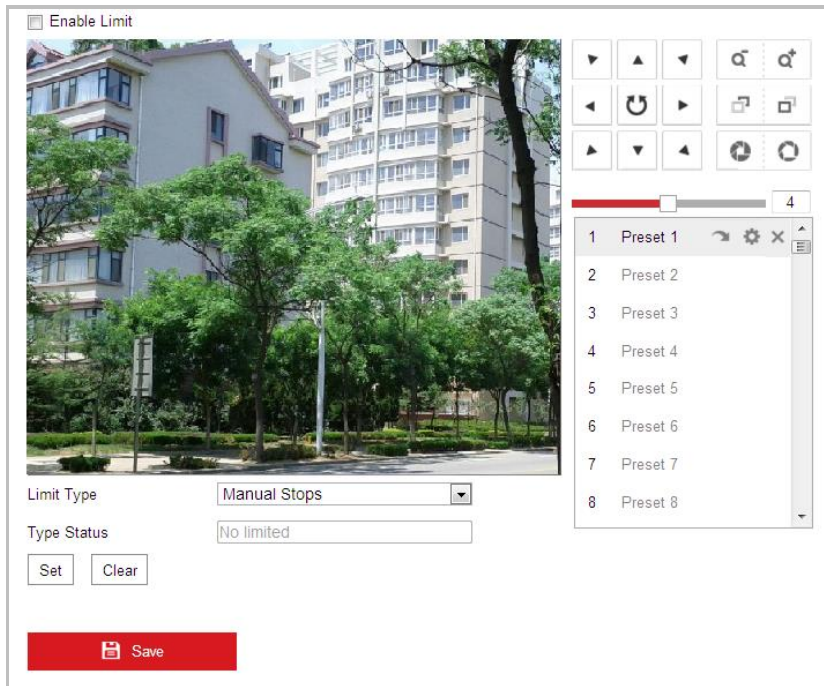 Enable Limit
4
1 Preset 1
2 Preset 2
3 Preset 3
4 Preset 4
5 Preset 5
6 Preset 6
7 Preset 7
8 Preset 8
Limit Type Manual Stops
Type Status No limited
Set Clear
Save